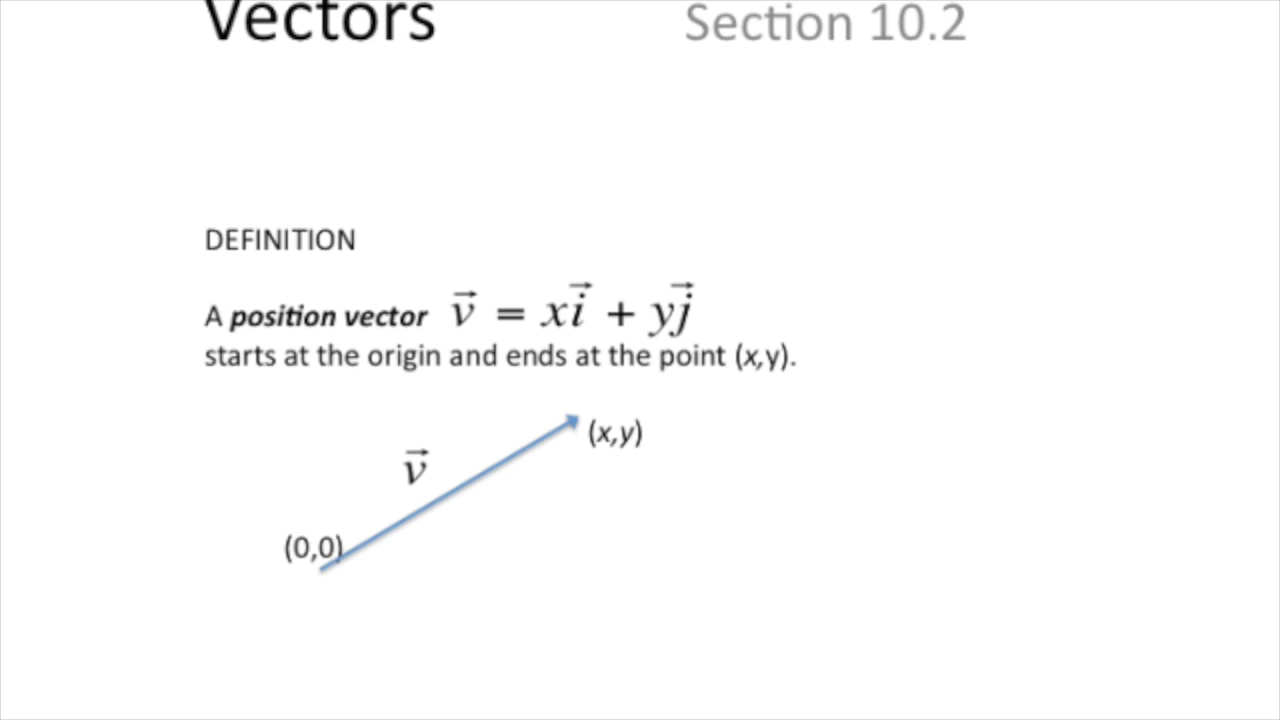 Vectors Section 10.2
DEFINITION
A position vector v⃗ = xi⃗ + yj⃗
starts at the origin and ends at the point (x,y).
(x,y)
v⃗
(0,0)